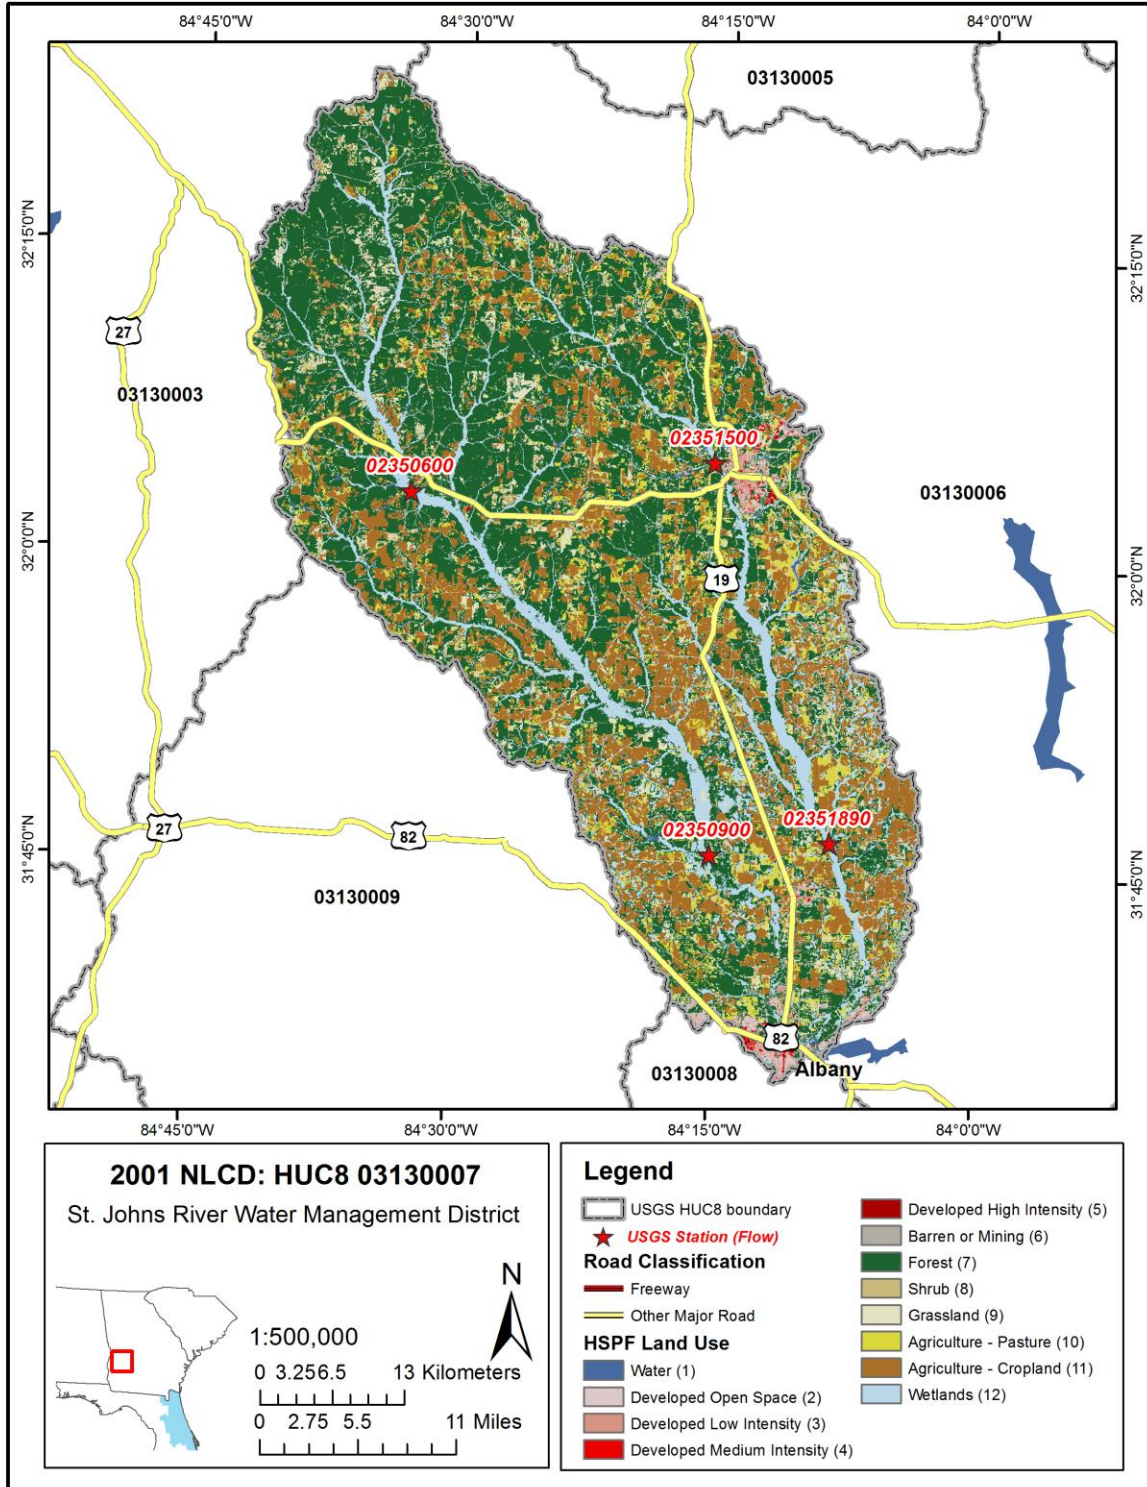 84°45'0"W 84°30'0"W 84°15'0"W 84°0'0"W
03130005
32°15'0"N
32°15'0"N
27
03130003
02351500
02350600
03130006
32°0'0"N
32°0'0"N
19
02351890
02350900
27
82
31°45'0"N
31°45'0"N
03130009
82
Albany
03130008
84°45'0"W 84°30'0"W 84°15'0"W 84°0'0"W
2001 NLCD: HUC8 03130007
St. Johns River Water Management District
N
1:500,000
0 3.25 6.5 13 Kilometers
0 2.75 5.5 11 Miles
Legend
USGS HUC8 boundary
USGS Station (Flow)
Road Classification
Freeway
Other Major Road
HSPF Land Use
Water (1)
Developed Open Space (2)
Developed Low Intensity (3)
Developed Medium Intensity (4)
Developed High Intensity (5)
Barren or Mining (6)
Forest (7)
Shrub (8)
Grassland (9)
Agriculture - Pasture (10)
Agriculture - Cropland (11)
Wetlands (12)